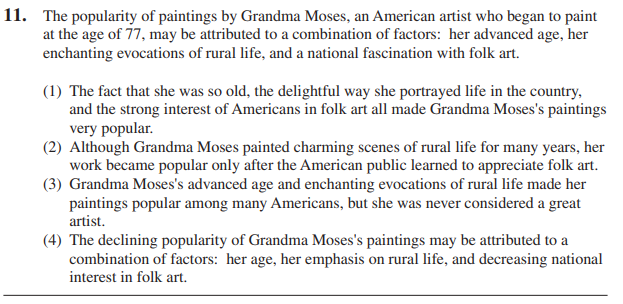 11. The popularity of paintings by Grandma Moses, an American artist who began to paint
at the age of 77, may be attributed to a combination of factors: her advanced age, her
enchanting evocations of rural life, and a national fascination with folk art.
(1) The fact that she was so old, the delightful way she portrayed life in the country,
and the strong interest of Americans in folk art all made Grandma Moses's paintings
very popular.
(2) Although Grandma Moses painted charming scenes of rural life for many years, her
work became popular only after the American public learned to appreciate folk art.
(3) Grandma Moses's advanced age and enchanting evocations of rural life made her
paintings popular among many Americans, but she was never considered a great
artist.
(4) The declining popularity of Grandma Moses's paintings may be attributed to a
combination of factors: her age, her emphasis on rural life, and decreasing national
interest in folk art.